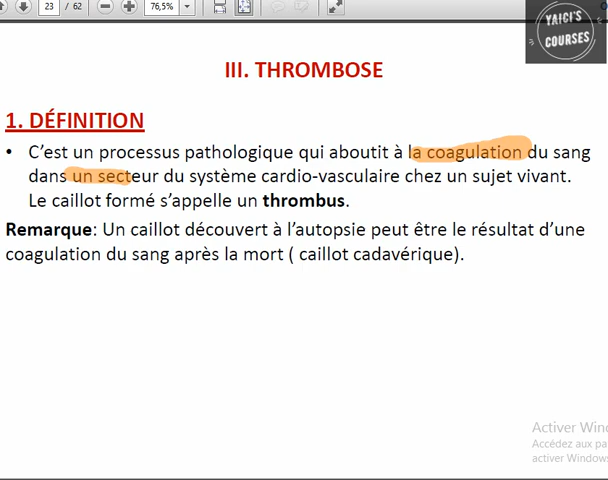 23 / 62 76,5%
YAICI'S
COURSES
III. THROMBOSE
1. DÉFINITION
• C'est un processus pathologique qui aboutit à la coagulation du sang
dans un secteur du système cardio-vasculaire chez un sujet vivant.
Le caillot formé s'appelle un thrombus.
Remarque: Un caillot découvert à l'autopsie peut être le résultat d'une
coagulation du sang après la mort ( caillot cadavérique).
Activer Wind
Accédez aux pa
activer Windows